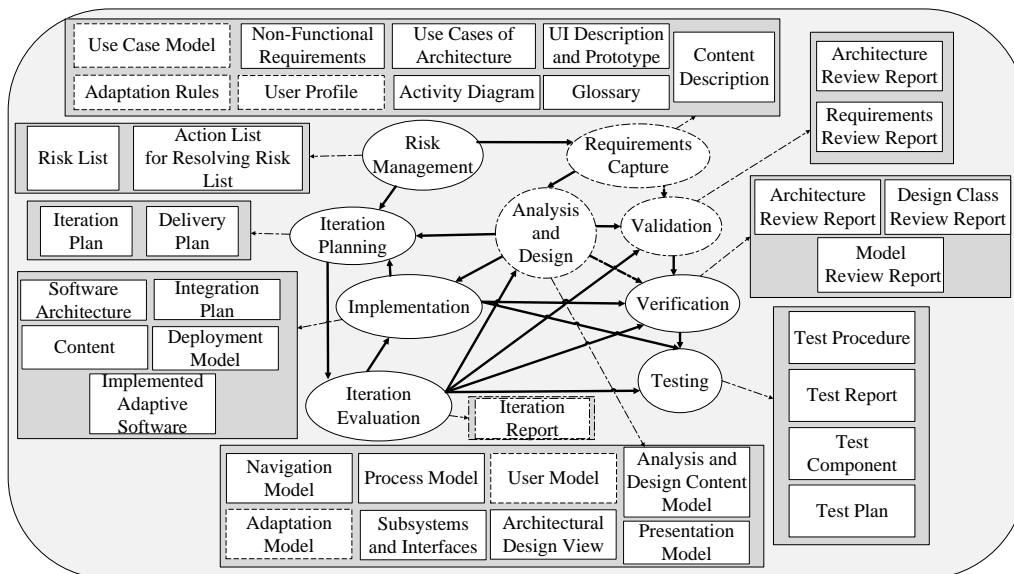 Use Case Model
Non-Functional
Requirements
Use Cases of
Architecture
UI Description
and Prototype
Content
Description
Adaptation Rules
User Profile
Activity Diagram
Glossary
Architecture
Review Report
Requirements
Review Report
Risk List
Action List
for Resolving Risk
List
Risk
Management
Requirements
Capture
Iteration
Plan
Delivery
Plan
Iteration
Planning
Analysis
and
Design
Validation
Architecture
Review Report
Design Class
Review Report
Model
Review Report
Software
Architecture
Integration
Plan
Content
Deployment
Model
Implemented
Adaptive
Software
Implementation
Verification
Iteration
Evaluation
Testing
Iteration
Report
Test Procedure
Test Report
Test
Component
Test Plan
Navigation
Model
Process Model
User Model
Analysis and
Design Content
Model
Adaptation
Model
Subsystems
and Interfaces
Architectural
Design View
Presentation
Model